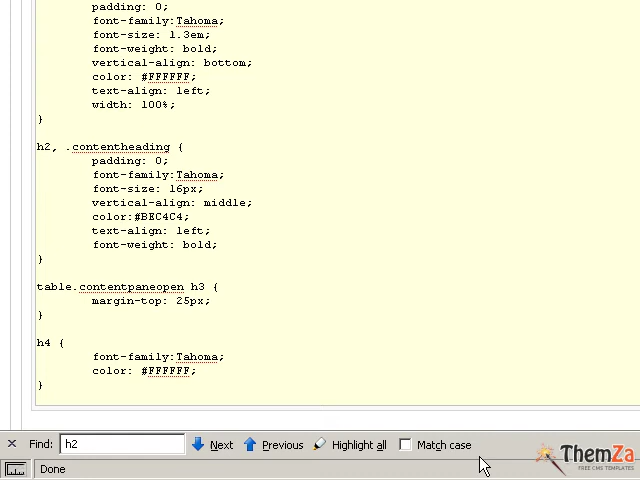 padding: 0;
font-family:Tahoma;
font-size: 1.3em;
font-weight: bold;
vertical-align: bottom;
color: #FFFFFF;
text-align: left;
width: 100%;
}
h2, .contentheading {
padding: 0;
font-family:Tahoma;
font-size: 16px;
vertical-align: middle;
color:#BEC4C4;
text-align: left;
font-weight: bold;
}
table.contentpaneopen h3 {
margin-top: 25px;
}
h4 {
font-family:Tahoma;
color: #FFFFFF;
}
Find: h2 Next Previous Highlight all Match case
Done
ThemZa
FREE CMS TEMPLATES